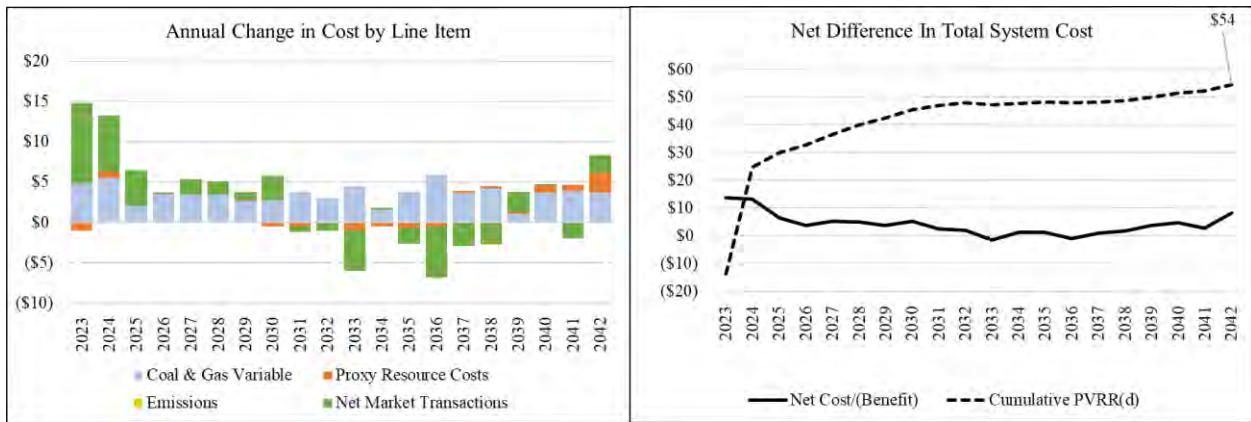 Annual Change in Cost by Line Item
$20
$15
$10
$5
$0
($5)
($10)
2023 2024 2025 2026 2027 2028 2029 2030 2031 2032 2033 2034 2035 2036 2037 2038 2039 2040 2041 2042
Coal & Gas Variable Proxy Resource Costs
Emissions Net Market Transactions
Net Difference In Total System Cost
$54
$60
$50
$40
$30
$20
$10
$0
($10)
($20)
2023 2024 2025 2026 2027 2028 2029 2030 2031 2032 2033 2034 2035 2036 2037 2038 2039 2040 2041 2042
Net Cost/(Benefit) Cumulative PVRR(d)